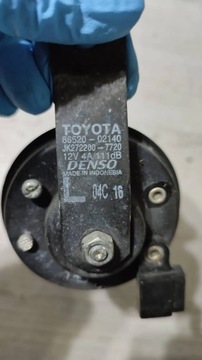 TOYOTA
86520-02140
JK272200-7720
12V 4A/111dB
DENSO
MADE IN INDONESIA
L
04C 16